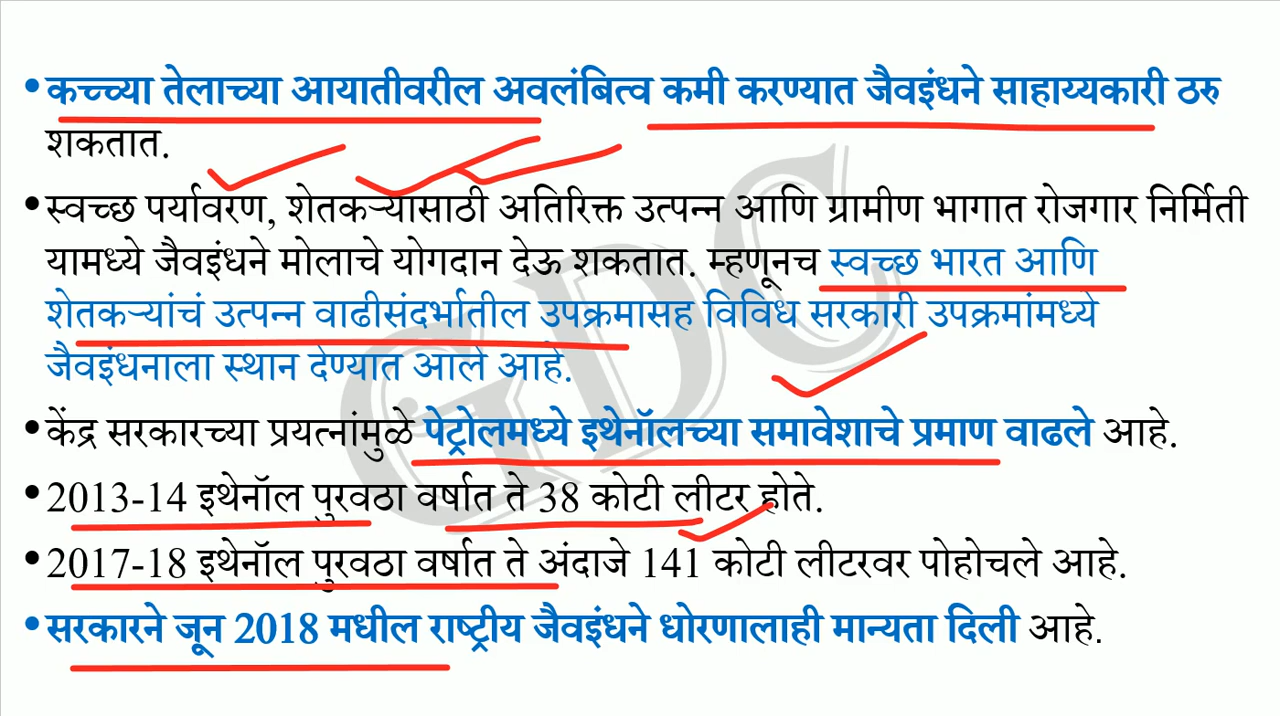 • कच्च्या तेलाच्या आयातीवरील अवलंबित्व कमी करण्यात जैवइंधने साहाय्यकारी ठरु
शकतात.
• स्वच्छ पर्यावरण, शेतकऱ्यासाठी अतिरिक्त उत्पन्न आणि ग्रामीण भागात रोजगार निर्मिती
यामध्ये जैवइंधने मोलाचे योगदान देऊ शकतात. म्हणूनच स्वच्छ भारत आणि
शेतकऱ्यांचं उत्पन्न वाढीसंदर्भातील उपक्रमासह विविध सरकारी उपक्रमांमध्ये
जैवइंधनाला स्थान देण्यात आले आहे.
• केंद्र सरकारच्या प्रयत्नांमुळे पेट्रोलमध्ये इथेनॉलच्या समावेशाचे प्रमाण वाढले आहे.
• 2013-14 इथेनॉल पुरवठा वर्षात ते 38 कोटी लीटर होते.
• 2017-18 इथेनॉल पुरवठा वर्षात ते अंदाजे 141 कोटी लीटरवर पोहोचले आहे.
• सरकारने जून 2018 मधील राष्ट्रीय जैवइंधने धोरणालाही मान्यता दिली आहे.
GDC